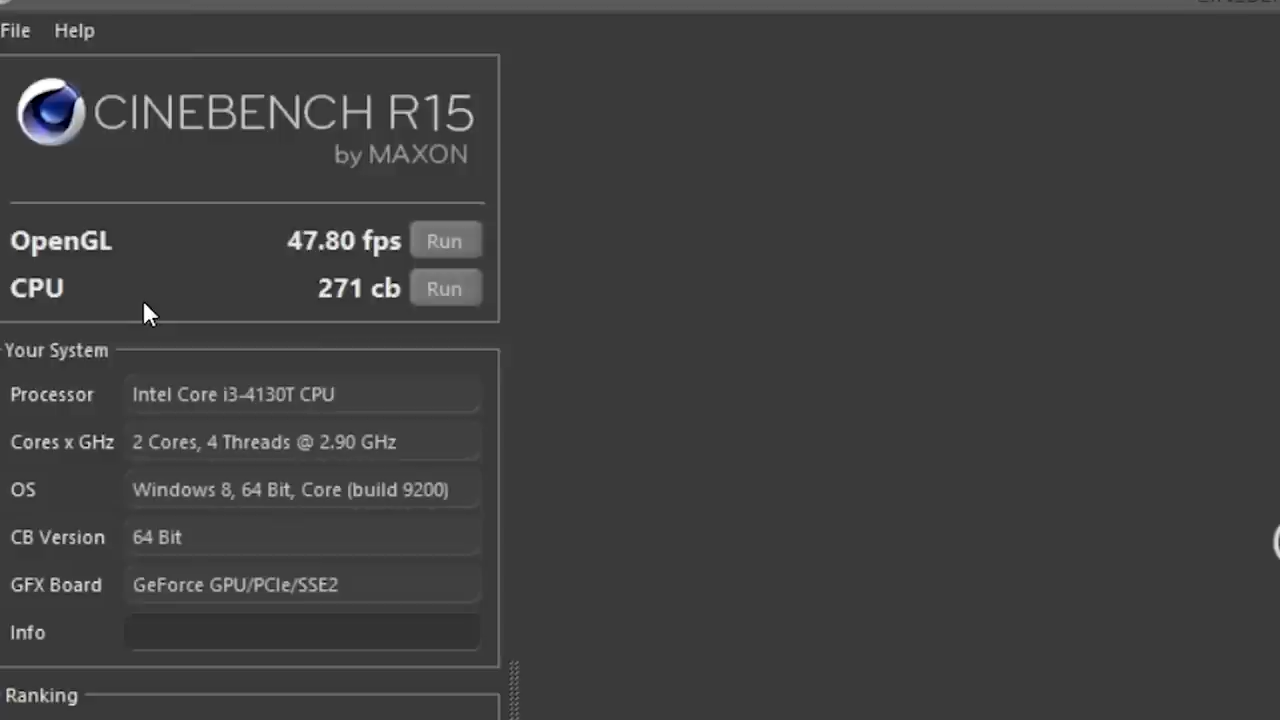 File Help
CINEBENCH R15
by MAXON
OpenGL 47.80 fps Run
CPU 271 cb Run
Your System
Processor Intel Core i3-4130T CPU
Cores x GHz 2 Cores, 4 Threads @ 2.90 GHz
OS Windows 8, 64 Bit, Core (build 9200)
CB Version 64 Bit
GFX Board GeForce GPU/PCIe/SSE2
Info
Ranking